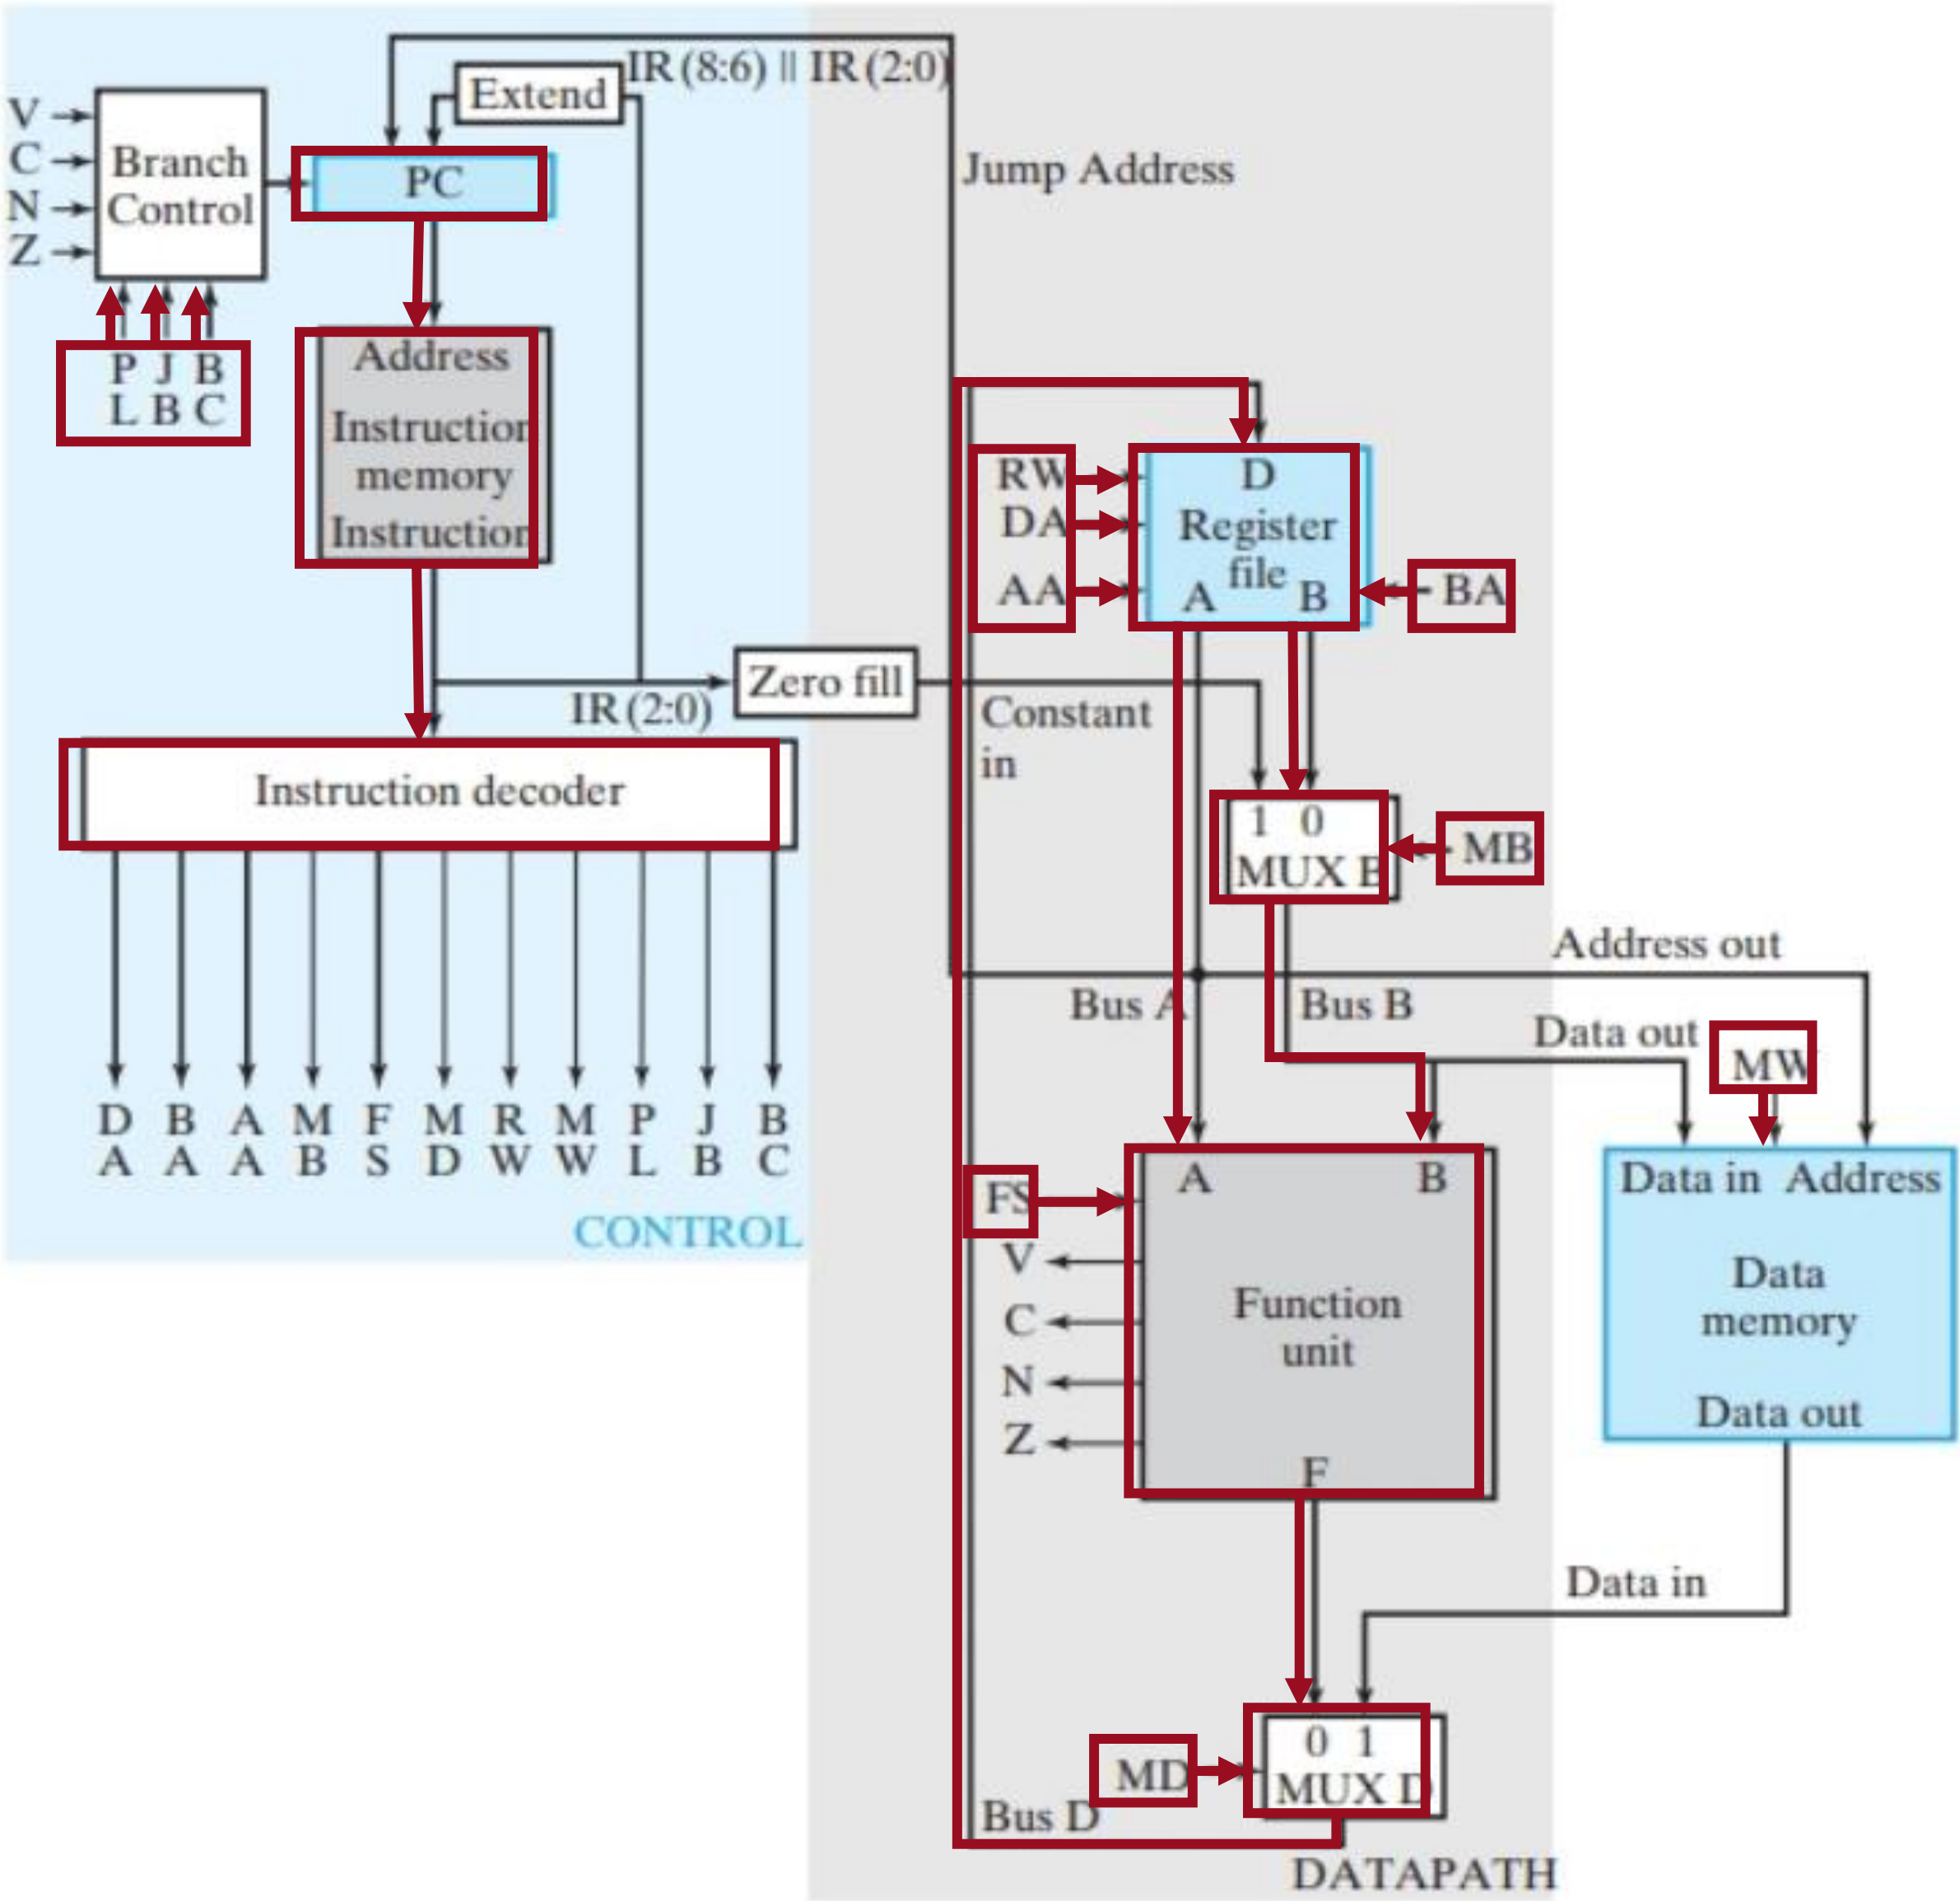 IR(8:6) || IR(2:0)
Extend
V
C
N
Z
Branch
Control
PC
Jump Address
P J B
L B C
Address
Instruction
memory
Instruction
RW
DA
AA
D
Register
file
A B
BA
IR(2:0)
Zero fill
Constant
in
Instruction decoder
1 0
MUX B
MB
Address out
Bus A
Bus B
Data out
MW
D B A M F M R M P J B
A A A B S D W W L B C
CONTROL
FS
A B
V
C
N
Z
Function
unit
F
Data in Address
Data
memory
Data out
Data in
MD
0 1
MUX D
Bus D
DATAPATH